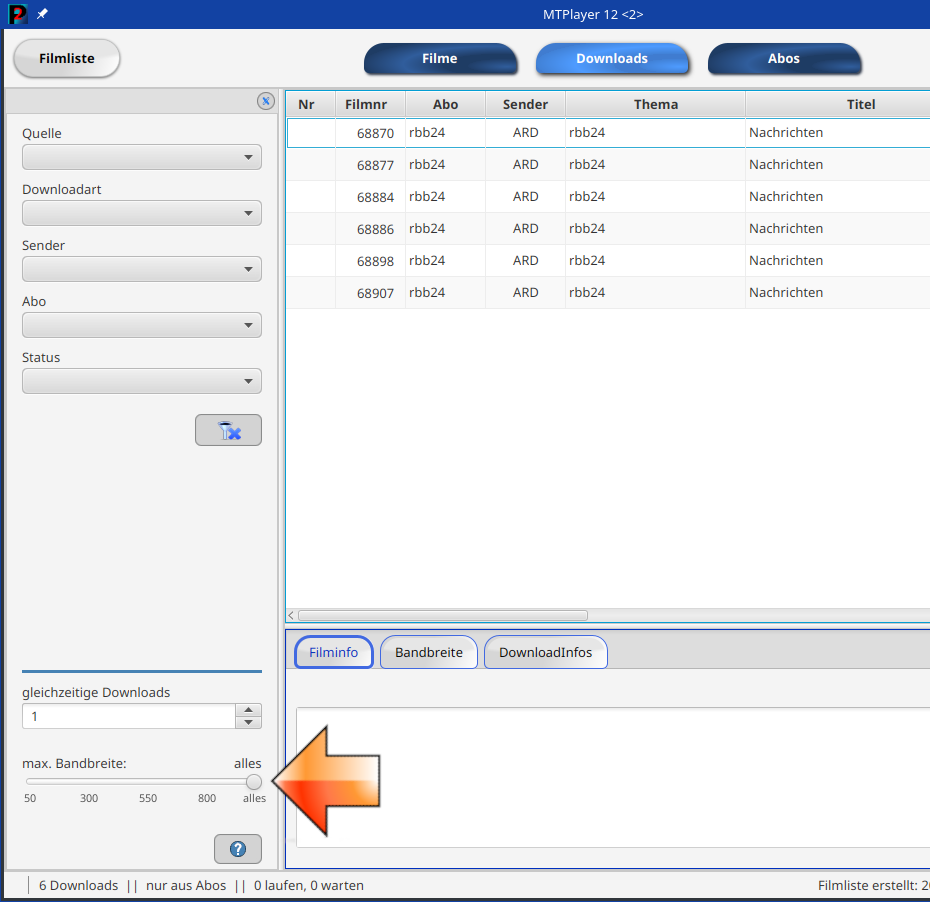 MTPlayer 12 <2>
Filmliste
Filme
Downloads
Abos
Quelle
Downloadart
Sender
Abo
Status
gleichzeitige Downloads
1
max. Bandbreite: alles
50 300 550 800 alles
?
Nr Filmnr Abo Sender Thema Titel
68870 rbb24 ARD rbb24 Nachrichten
68877 rbb24 ARD rbb24 Nachrichten
68884 rbb24 ARD rbb24 Nachrichten
68886 rbb24 ARD rbb24 Nachrichten
68898 rbb24 ARD rbb24 Nachrichten
68907 rbb24 ARD rbb24 Nachrichten
Filminfo
Bandbreite
DownloadInfos
6 Downloads || nur aus Abos || 0 laufen, 0 warten
Filmliste erstellt: